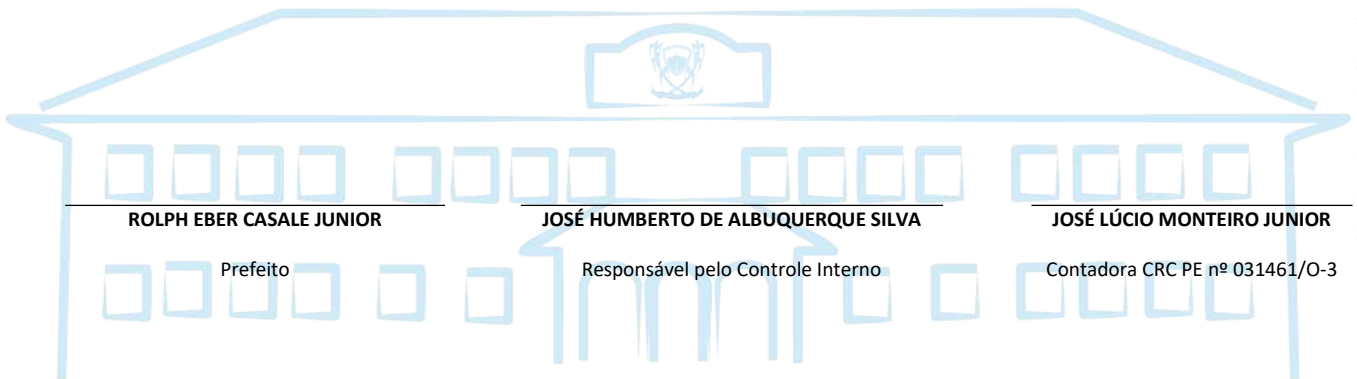 ROLPH EBER CASALE JUNIOR
Prefeito
JOSÉ HUMBERTO DE ALBUQUERQUE SILVA
Responsável pelo Controle Interno
JOSÉ LÚCIO MONTEIRO JUNIOR
Contadora CRC PE nº 031461/O-3